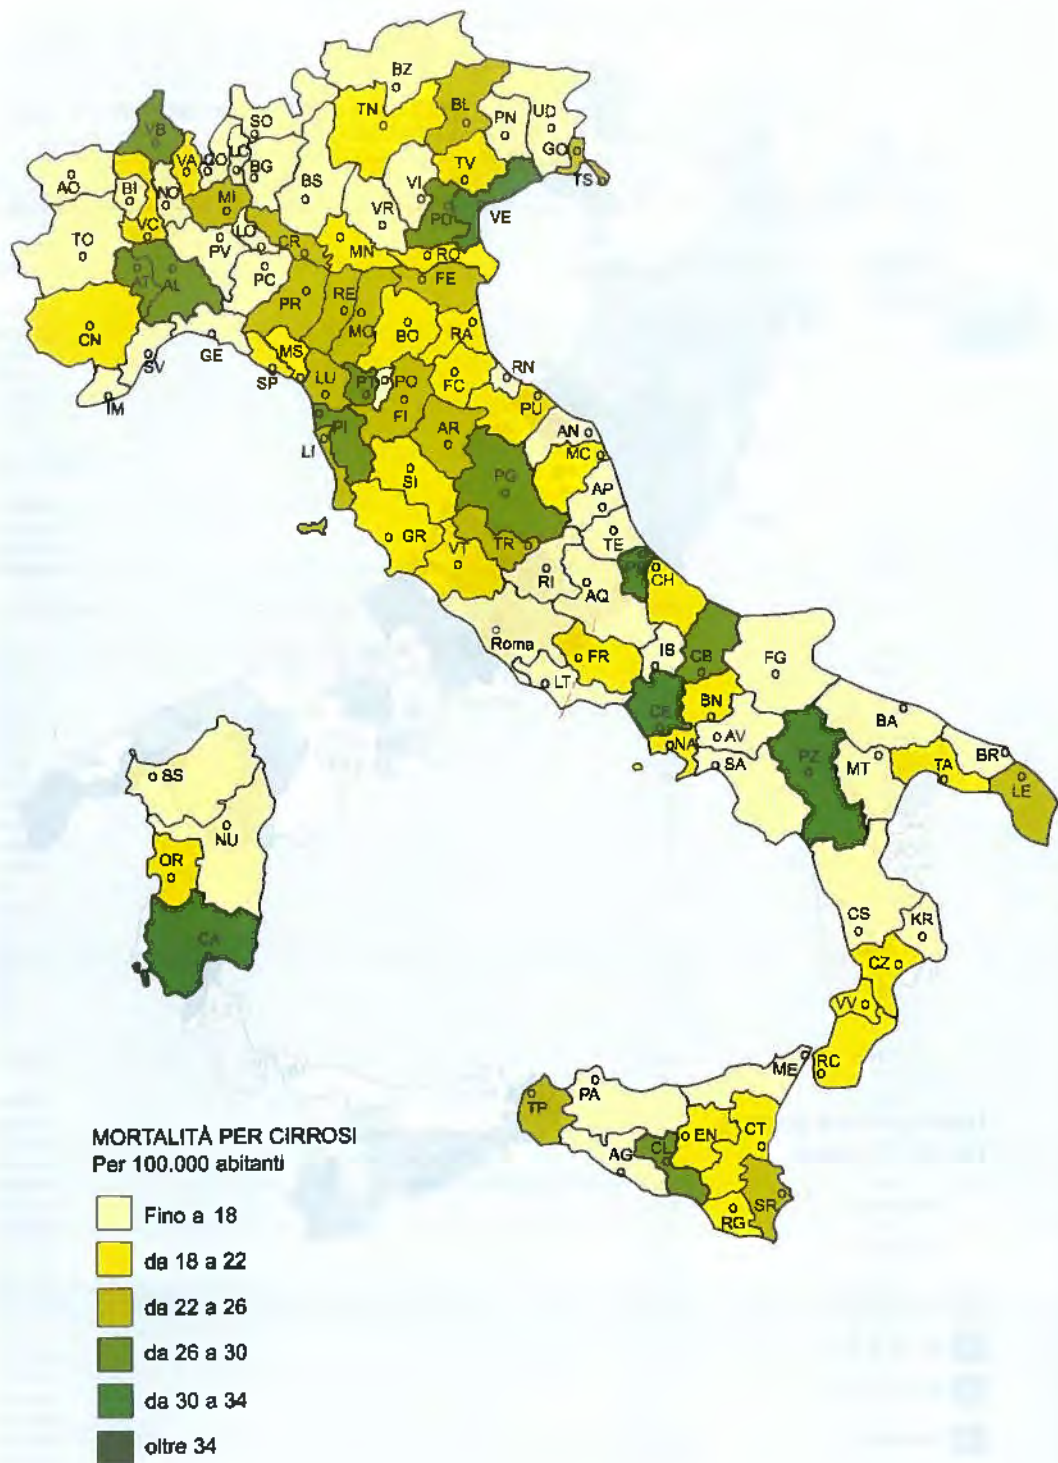 BZ
TN
BL
PN
UD
SO
VB
LC
GO
VA
CO
BG
TV
TS
AO
BI
NO
MI
BS
VI
PD
VE
VR
VC
LO
TO
PV
CR
MN
RO
PC
FE
AT
AL
PR
RE
MO
BO
RA
CN
GE
MS
SV
SP
LU
PT
PO
FC
RN
IM
FI
PU
PI
AR
AN
LI
MC
SI
PG
AP
GR
VT
TR
TE
RI
CH
AQ
Roma
FR
IS
CB
FG
LT
CE
BN
BA
NA
AV
SA
PZ
MT
BR
TA
LE
SS
NU
OR
CA
CS
KR
CZ
VV
ME
RC
TP
PA
EN
CT
AG
CL
SR
RG
MORTALITÀ PER CIRROSI
Per 100.000 abitanti
Fino a 18
da 18 a 22
da 22 a 26
da 26 a 30
da 30 a 34
oltre 34